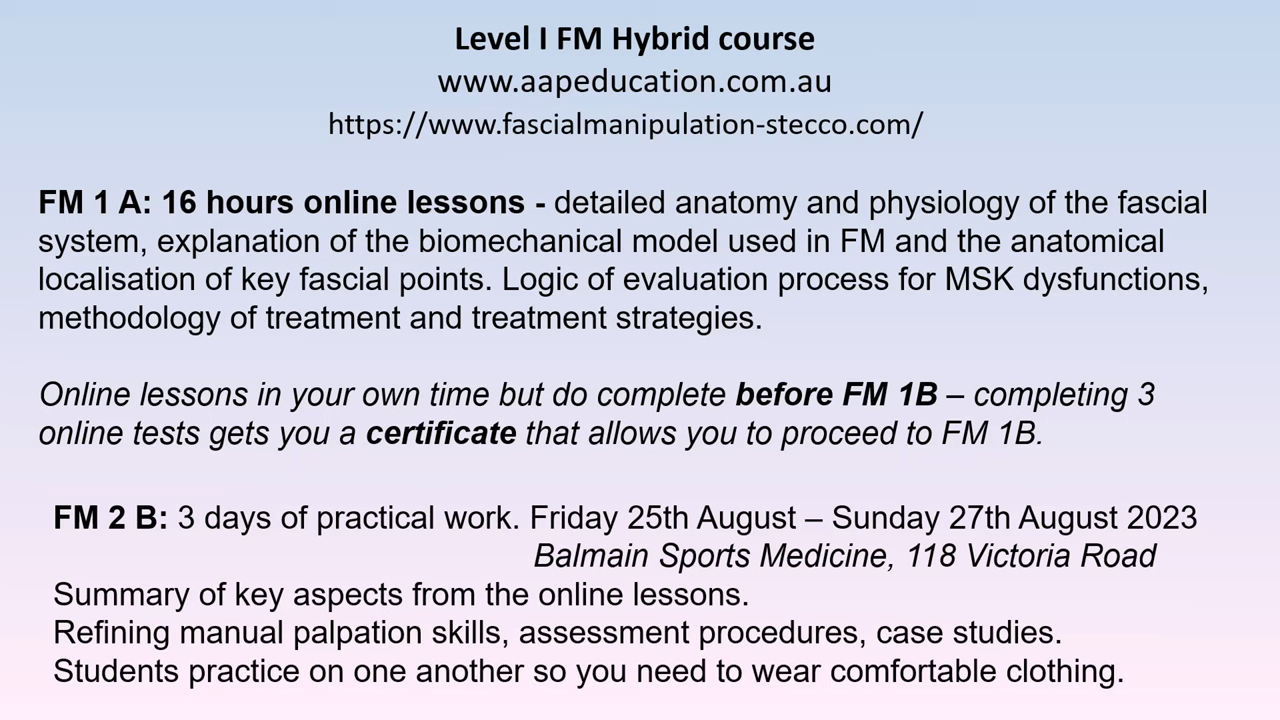 Level I FM Hybrid course
www.aapeducation.com.au
https://www.fascialmanipulation-stecco.com/
FM 1 A: 16 hours online lessons - detailed anatomy and physiology of the fascial
system, explanation of the biomechanical model used in FM and the anatomical
localisation of key fascial points. Logic of evaluation process for MSK dysfunctions,
methodology of treatment and treatment strategies.
Online lessons in your own time but do complete before FM 1B – completing 3
online tests gets you a certificate that allows you to proceed to FM 1B.
FM 2 B: 3 days of practical work. Friday 25th August – Sunday 27th August 2023
Balmain Sports Medicine, 118 Victoria Road
Summary of key aspects from the online lessons.
Refining manual palpation skills, assessment procedures, case studies.
Students practice on one another so you need to wear comfortable clothing.